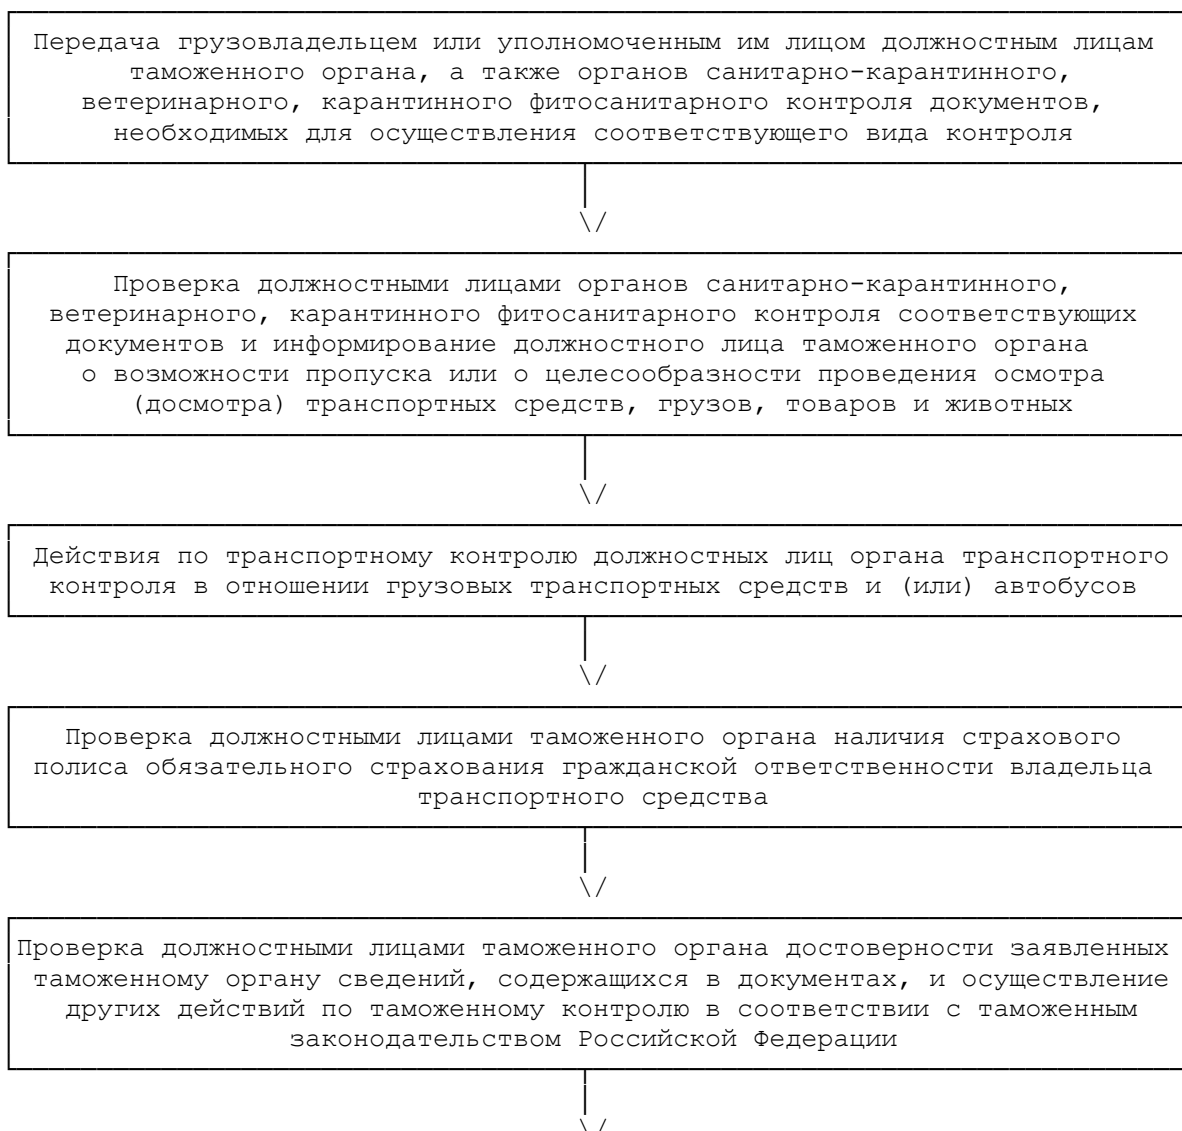 Передача грузовладельцем или уполномоченным им лицом должностным лицам
таможенного органа, а также органов санитарно-карантинного,
ветеринарного, карантинного фитосанитарного контроля документов,
необходимых для осуществления соответствующего вида контроля
Проверка должностными лицами органов санитарно-карантинного,
ветеринарного, карантинного фитосанитарного контроля соответствующих
документов и информирование должностного лица таможенного органа
о возможности пропуска или о целесообразности проведения осмотра
(досмотра) транспортных средств, грузов, товаров и животных
Действия по транспортному контролю должностных лиц органа транспортного
контроля в отношении грузовых транспортных средств и (или) автобусов
Проверка должностными лицами таможенного органа наличия страхового
полиса обязательного страхования гражданской ответственности владельца
транспортного средства
Проверка должностными лицами таможенного органа достоверности заявленных
таможенному органу сведений, содержащихся в документах, и осуществление
других действий по таможенному контролю в соответствии с таможенным
законодательством Российской Федерации